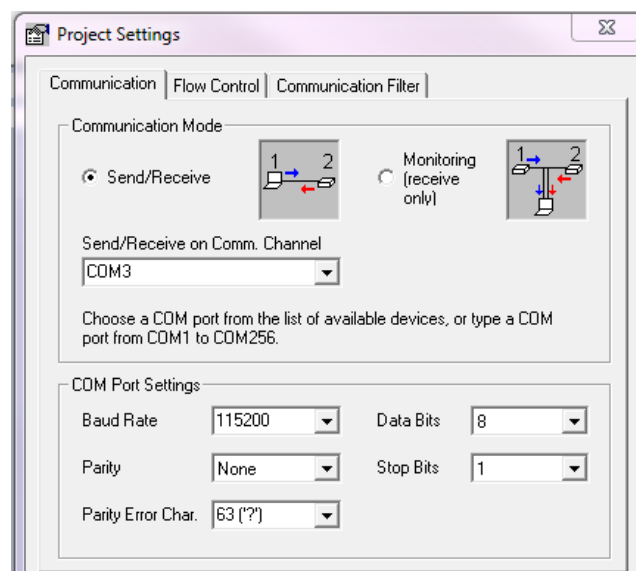 Project Settings
Communication
Flow Control
Communication Filter
Communication Mode
Send/Receive
1 2
Monitoring
(receive
only)
1 2
Send/Receive on Comm. Channel
COM3
Choose a COM port from the list of available devices, or type a COM
port from COM1 to COM256.
COM Port Settings
Baud Rate 115200 Data Bits 8
Parity None Stop Bits 1
Parity Error Char. 63 ('?')